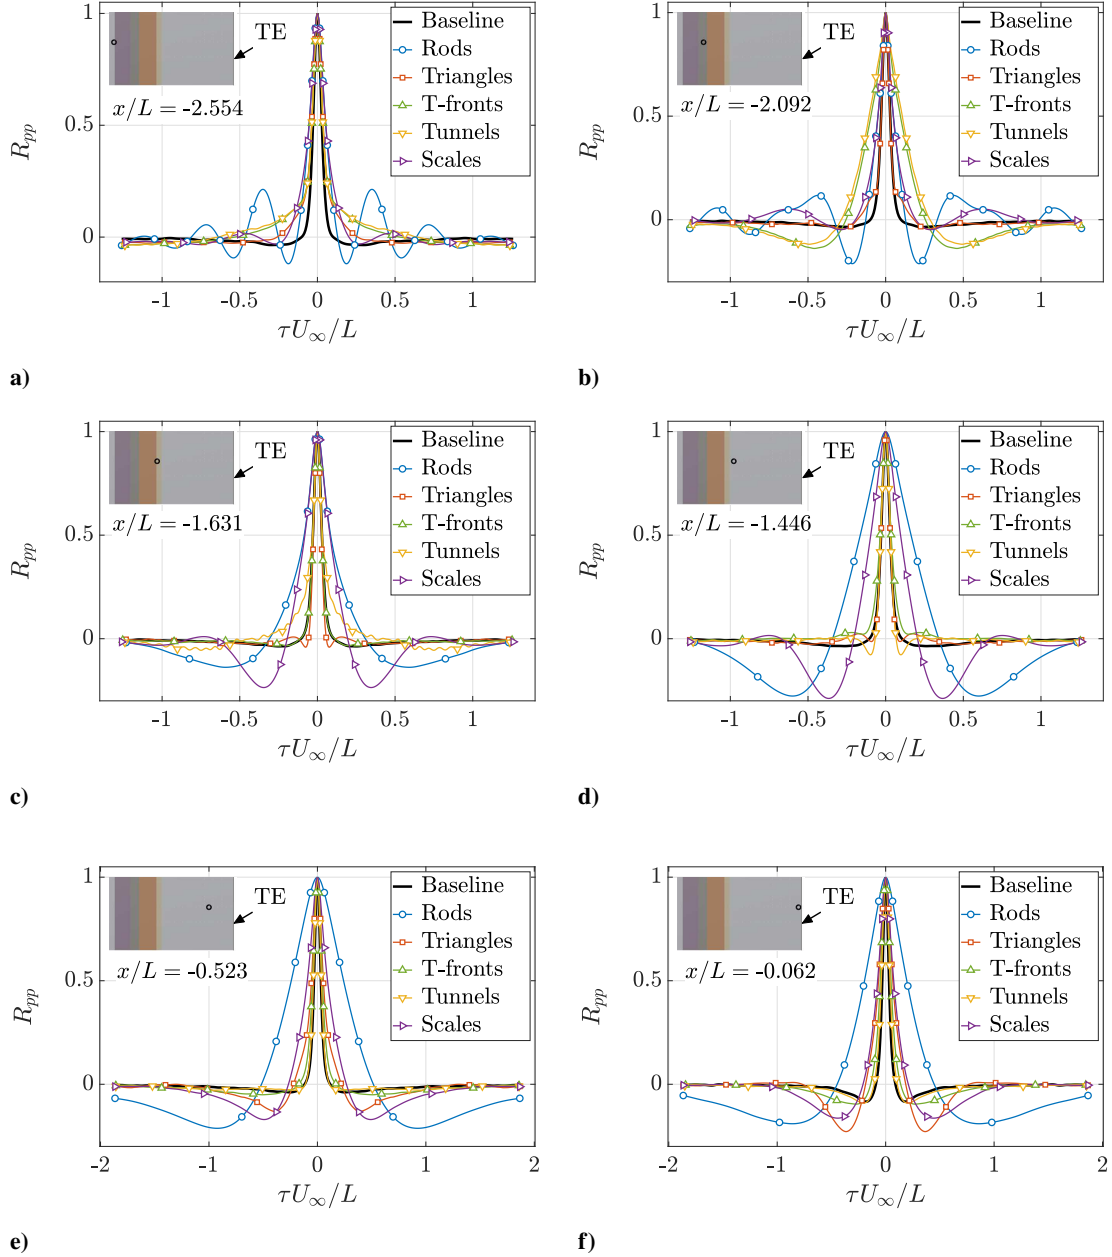 1
0.5
0
-1
-0.5
0
0.5
1
R_pp
τU_∞/L
TE
x/L = -2.554
Baseline
Rods
Triangles
T-fronts
Tunnels
Scales
a)
1
0.5
0
-1
-0.5
0
0.5
1
R_pp
τU_∞/L
TE
x/L = -2.092
Baseline
Rods
Triangles
T-fronts
Tunnels
Scales
b)
1
0.5
0
-1
-0.5
0
0.5
1
R_pp
τU_∞/L
TE
x/L = -1.631
Baseline
Rods
Triangles
T-fronts
Tunnels
Scales
c)
1
0.5
0
-1
-0.5
0
0.5
1
R_pp
τU_∞/L
TE
x/L = -1.446
Baseline
Rods
Triangles
T-fronts
Tunnels
Scales
d)
1
0.5
0
-2
-1
0
1
2
R_pp
τU_∞/L
TE
x/L = -0.523
Baseline
Rods
Triangles
T-fronts
Tunnels
Scales
e)
1
0.5
0
-2
-1
0
1
2
R_pp
τU_∞/L
TE
x/L = -0.062
Baseline
Rods
Triangles
T-fronts
Tunnels
Scales
f)